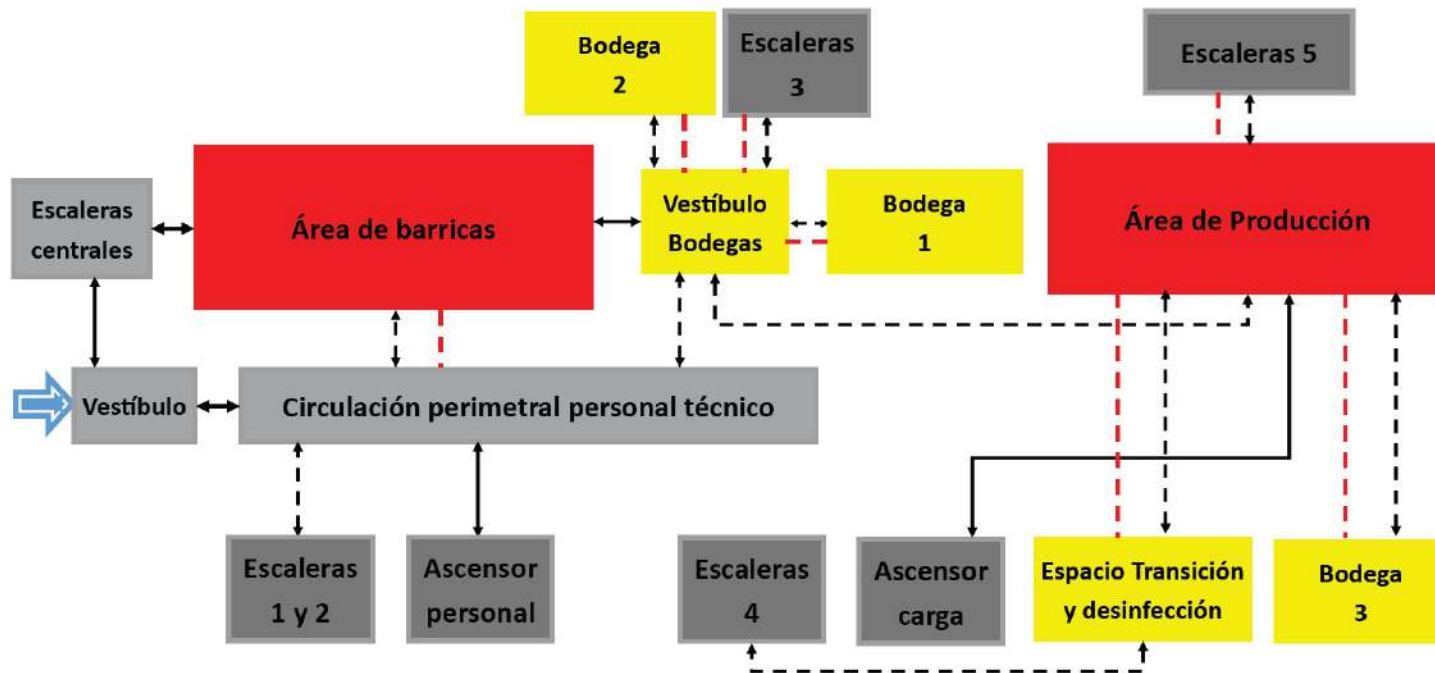 Bodega
2
Escaleras
3
Escaleras 5
Escaleras
centrales
Área de barricas
Vestíbulo
Bodegas
Bodega
1
Área de Producción
Vestíbulo
Circulación perimetral personal técnico
Escaleras
1 y 2
Ascensor
personal
Escaleras
4
Ascensor
carga
Espacio Transición
y desinfección
Bodega
3